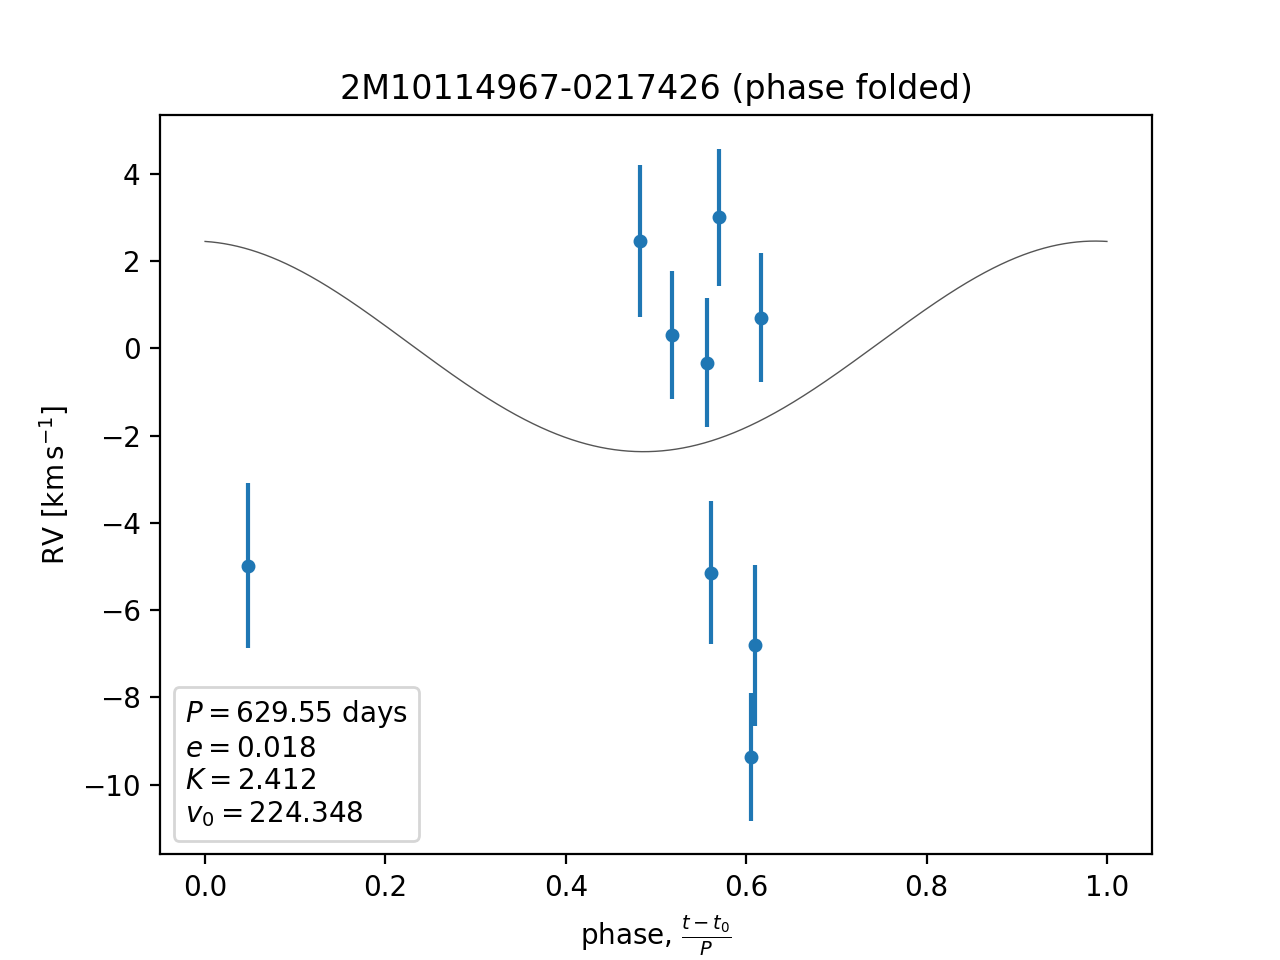 2M10114967-0217426 (phase folded)
4
2
0
−2
−4
−6
−8
−10
RV [km s⁻¹]
P = 629.55 days
e = 0.018
K = 2.412
v₀ = 224.348
0.0 0.2 0.4 0.6 0.8 1.0
phase, (t − t₀)/P